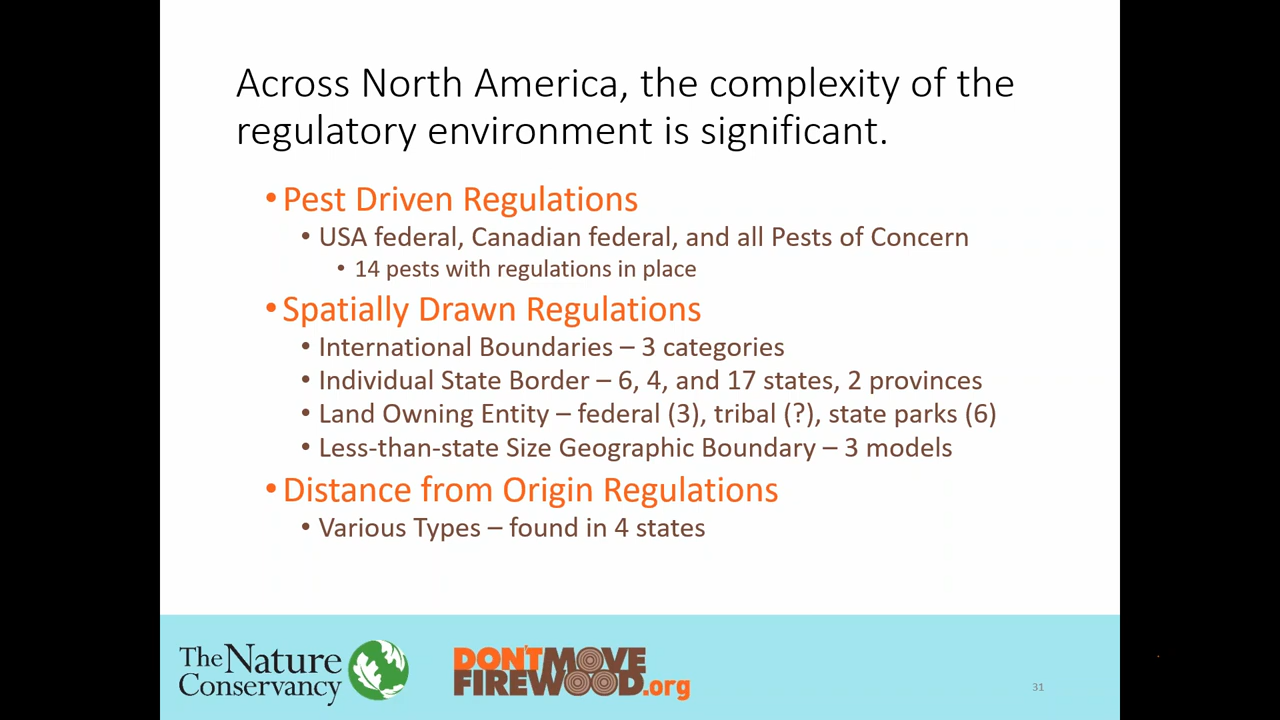 Across North America, the complexity of the
regulatory environment is significant.
•Pest Driven Regulations
• USA federal, Canadian federal, and all Pests of Concern
• 14 pests with regulations in place
•Spatially Drawn Regulations
• International Boundaries – 3 categories
• Individual State Border – 6, 4, and 17 states, 2 provinces
• Land Owning Entity – federal (3), tribal (?), state parks (6)
• Less-than-state Size Geographic Boundary – 3 models
•Distance from Origin Regulations
• Various Types – found in 4 states
The Nature
Conservancy
DON'T MOVE
FIREWOOD.org
31